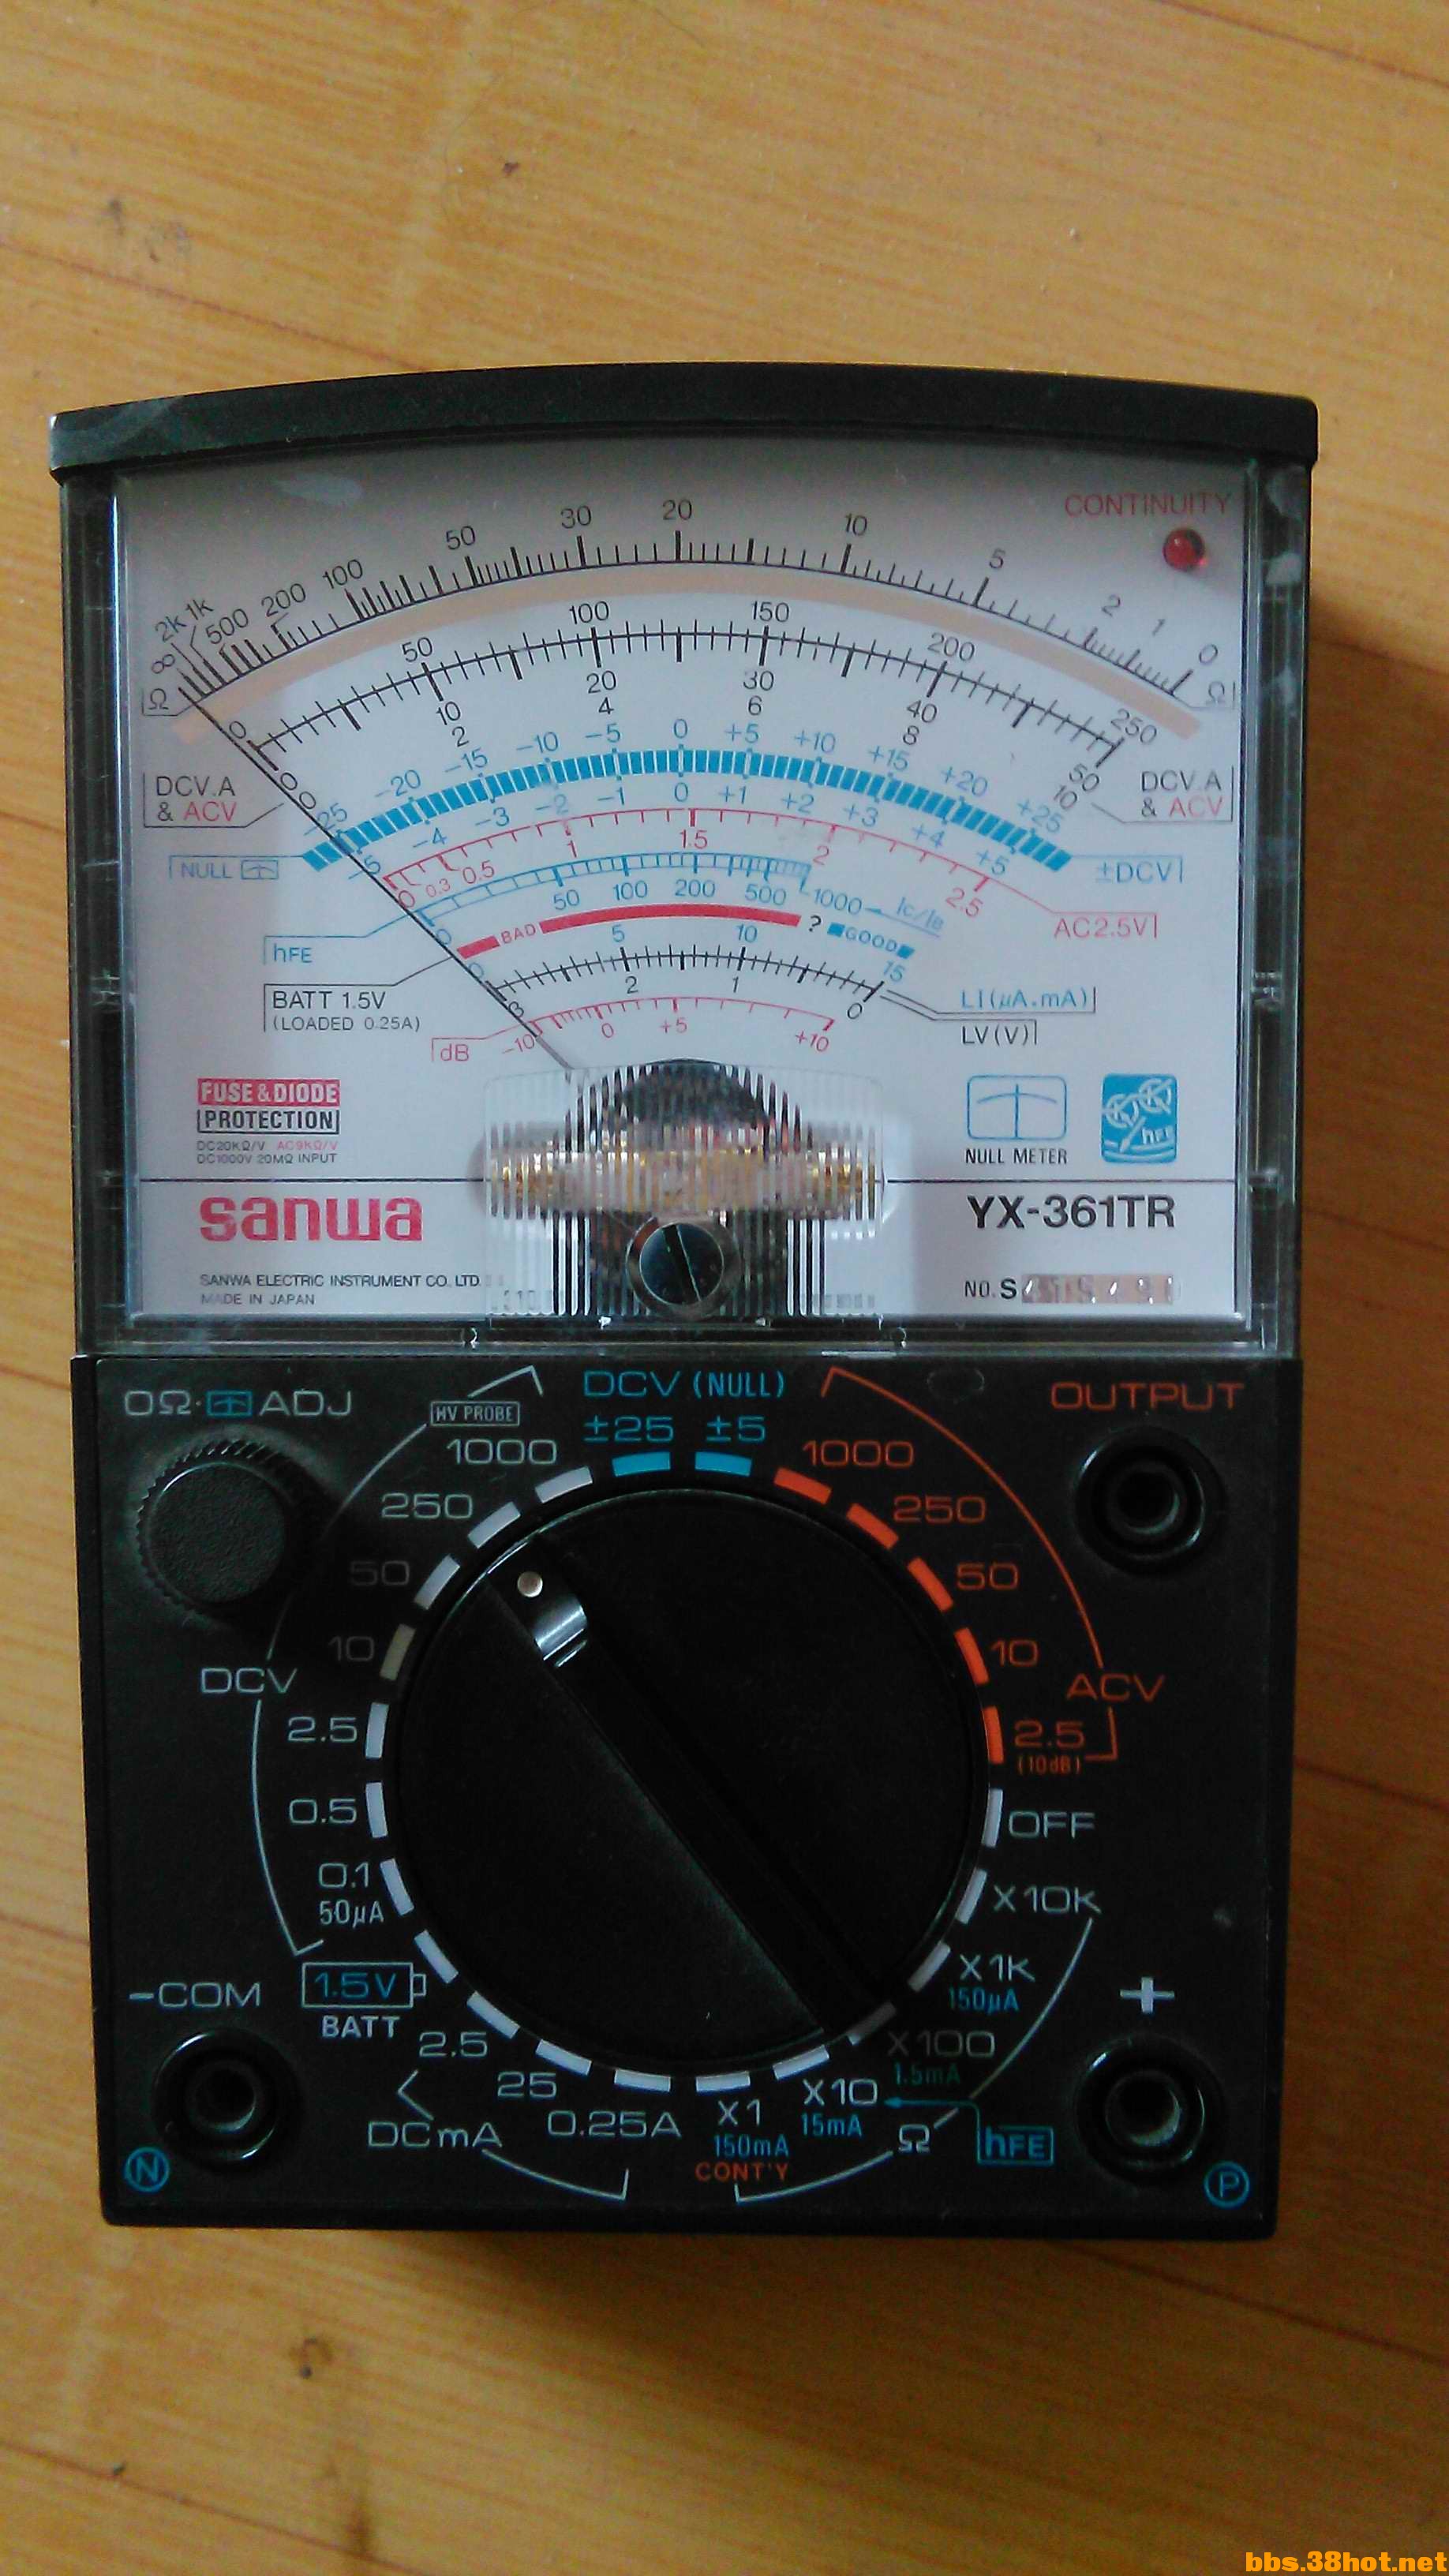 CONTINUITY
∞ 2k 1k 500 200 100 50 30 20 10 5 2 1 0
Ω Ω
0 50 100 150 200 250
0 10 20 30 40 50
0 2 4 6 8 10
DCV.A & ACV
DCV.A & ACV
-25 -20 -15 -10 -5 0 +5 +10 +15 +20 +25
NULL
±DCV
-5 -4 -3 -2 -1 0 +1 +2 +3 +4 +5
0 0.3 0.5 1 1.5 2 2.5
AC2.5V
hFE
0 50 100 200 500 1000 Ic/IB
BAD ? GOOD
BATT 1.5V
(LOADED 0.25A)
0 5 10 15
LI(μA.mA)
3 2 1 0
LV(V)
dB -10 0 +5 +10
FUSE & DIODE
PROTECTION
DC20KΩ/V AC9KΩ/V
DC1000V 20MΩ INPUT
NULL METER
hFE
sanwa
YX-361TR
SANWA ELECTRIC INSTRUMENT CO. LTD.
MADE IN JAPAN
NO. S
0Ω· ADJ
HV PROBE
DCV (NULL)
±25 ±5
OUTPUT
1000 1000
250 250
50 50
10 10
DCV ACV
2.5 2.5
(10dB)
0.5 OFF
0.1
50μA
X10K
X1K
150μA
-COM
1.5V
BATT
+
2.5
X100
1.5mA
25
X10
15mA
DCmA
0.25A
X1
150mA
CONT'Y
Ω
hFE
N
P
bbs.38hot.net